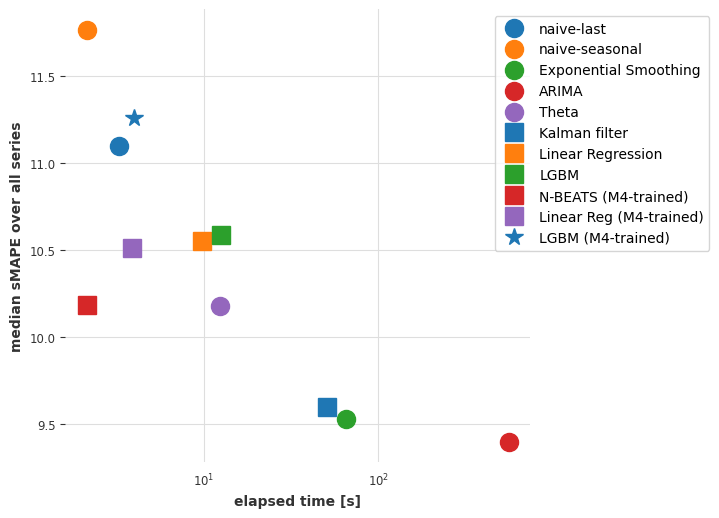 naive-last
naive-seasonal
Exponential Smoothing
ARIMA
Theta
Kalman filter
Linear Regression
LGBM
N-BEATS (M4-trained)
Linear Reg (M4-trained)
LGBM (M4-trained)
median sMAPE over all series
11.5
11.0
10.5
10.0
9.5
10¹
10²
elapsed time [s]